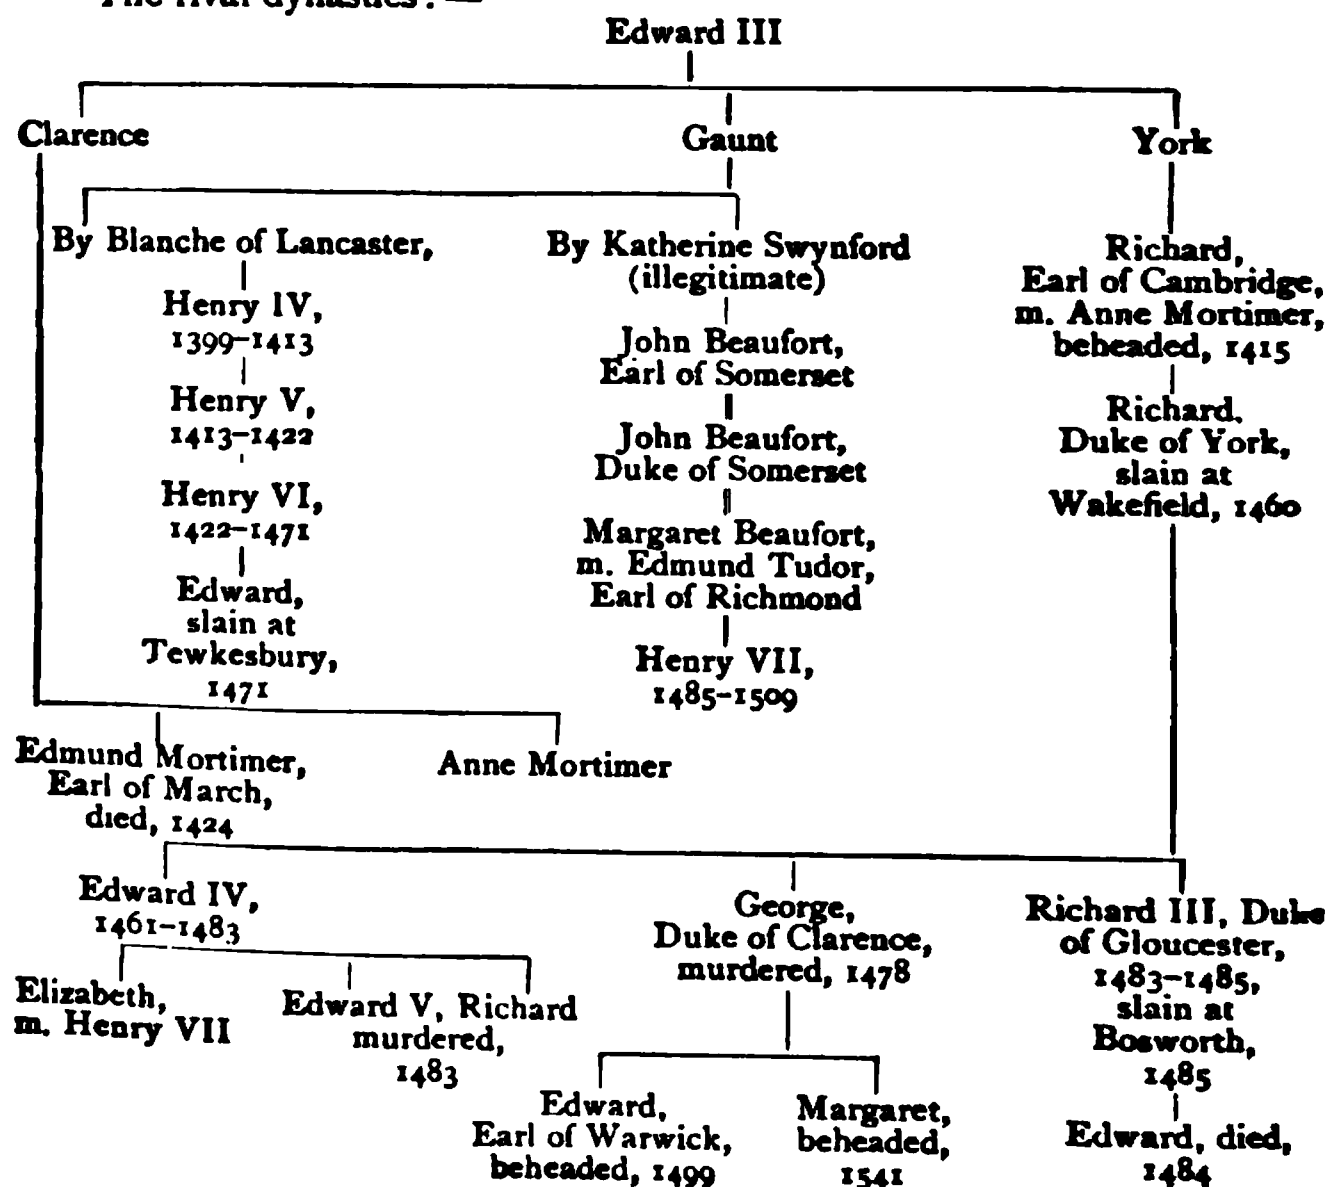 The rival dynasties:—
Edward III
Clarence
Gaunt
York
By Blanche of Lancaster,
Henry IV,
1399–1413
Henry V,
1413–1422
Henry VI,
1422–1471
Edward,
slain at
Tewkesbury,
1471
By Katherine Swynford
(illegitimate)
John Beaufort,
Earl of Somerset
John Beaufort,
Duke of Somerset
Margaret Beaufort,
m. Edmund Tudor,
Earl of Richmond
Henry VII,
1485–1509
Richard,
Earl of Cambridge,
m. Anne Mortimer,
beheaded, 1415
Richard.
Duke of York,
slain at
Wakefield, 1460
Edmund Mortimer,
Earl of March,
died, 1424
Anne Mortimer
Edward IV,
1461–1483
George,
Duke of Clarence,
murdered, 1478
Richard III, Duke
of Gloucester,
1483–1485,
slain at
Bosworth,
1485
Elizabeth,
m. Henry VII
Edward V, Richard
murdered,
1483
Edward,
Earl of Warwick,
beheaded, 1499
Margaret,
beheaded,
1541
Edward, died,
1484